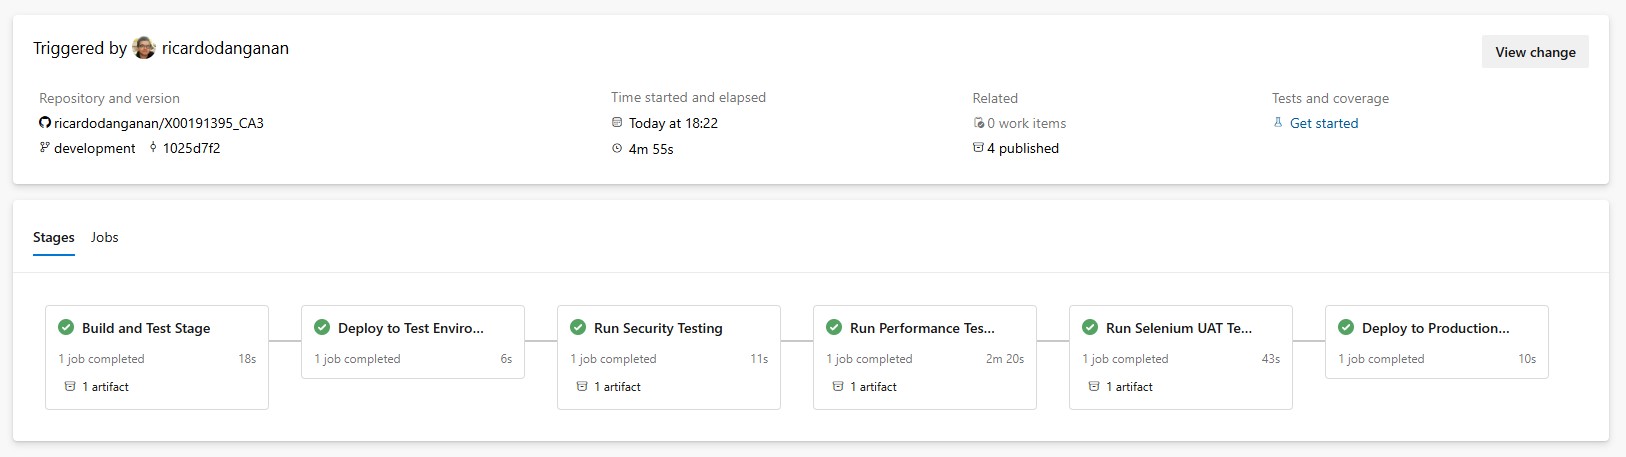 Triggered by ricardodanganan
View change
Repository and version
ricardodanganan/X00191395_CA3
development 1025d7f2
Time started and elapsed
Today at 18:22
4m 55s
Related
0 work items
4 published
Tests and coverage
Get started
Stages Jobs
Build and Test Stage
1 job completed 18s
1 artifact
Deploy to Test Enviro...
1 job completed 6s
Run Security Testing
1 job completed 11s
1 artifact
Run Performance Tes...
1 job completed 2m 20s
1 artifact
Run Selenium UAT Te...
1 job completed 43s
1 artifact
Deploy to Production...
1 job completed 10s